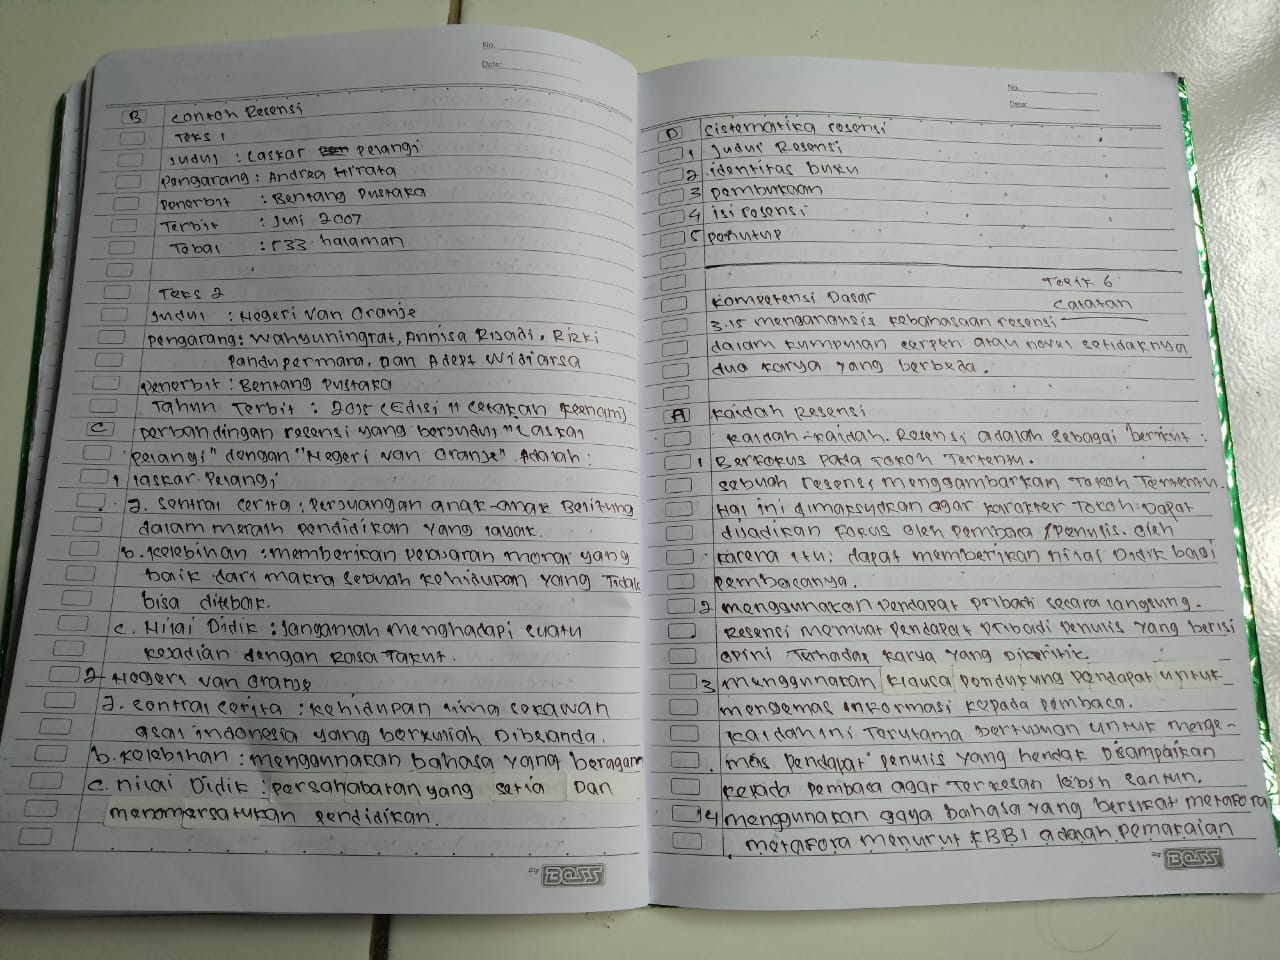 No.
Date:
B contoh Resensi
Teks 1
Judul : Laskar Pelangi
Pengarang : Andrea Hirata
Penerbit : Bentang Pustaka
Terbit : Juni 2007
Tebal : 533 halaman
Teks 2
Judul : Negeri Van Oranje
Pengarang : Wahyuningrat, Annisa Risadi, Rizki
Pandupermana, Dan Adept Widiarsa
Penerbit : Bentang Pustaka
Tahun Terbit : 2015 (Edisi 11 cetakan Keenam)
C perbandingan resensi yang berjudul "Laskan
Pelangi" dengan "Negeri Van Oranje" Adalah :
1 laskar Pelangi
a. sentral cerita : Perjuangan anak-anak Belitung
dalam meraih pendidikan yang layak.
b. kelebihan : memberikan pelajaran moral yang
baik dari makna sebuah kehidupan yang Tidak
bisa ditebak.
c. Nilai Didik : Janganlah menghadapi suatu
kejadian dengan Rasa Takut.
2 Negeri Van Oranje
a. sentral cerita : kehidupan lima sekawan
asal indonesia yang berkuliah Dibelanda.
b. kelebihan : menggunakan bahasa yang beragam
c. nilai Didik : persahabatan yang setia Dan
menomersatukan pendidikan.
Big BOSS
No.
Date:
D sistematika resensi
1 Judul Resensi
2 identitas buku
3 pembukaan
4 isi resensi
5 penutup
Topik 6
Kompetensi Dasar Catatan
3.15 menganalisis kebahasaan resensi
dalam kumpulan cerpen atau novel setidaknya
dua karya yang berbeda.
A Kaidah Resensi
Kaidah-kaidah. Resensi adalah sebagai berikut :
1 Berfokus pada Tokoh Tertentu.
sebuah resensi menggambarkan Tokoh Tertentu.
Hal ini dimaksudkan agar karakter Tokoh Dapat
dijadikan fokus oleh pembaca / penulis. oleh
karena itu, dapat memberikan nilai Didik bagi
pembacanya.
2 menggunakan pendapat pribadi secara langsung.
Resensi memuat pendapat pribadi penulis yang berisi
opini Terhadap karya yang Dikeritik.
3 menggunakan klausa pendukung pendapat untuk
mengemas informasi kepada pembaca.
Kaidah ini Terutama bertujuan untuk menge-
mas pendapat penulis yang hendak Disampaikan
kepada pembaca agar Terkesan lebih santun.
4 menggunakan gaya bahasa yang bersifat metafora
metafora menurut KBBI adalah pemakaian
Big BOSS